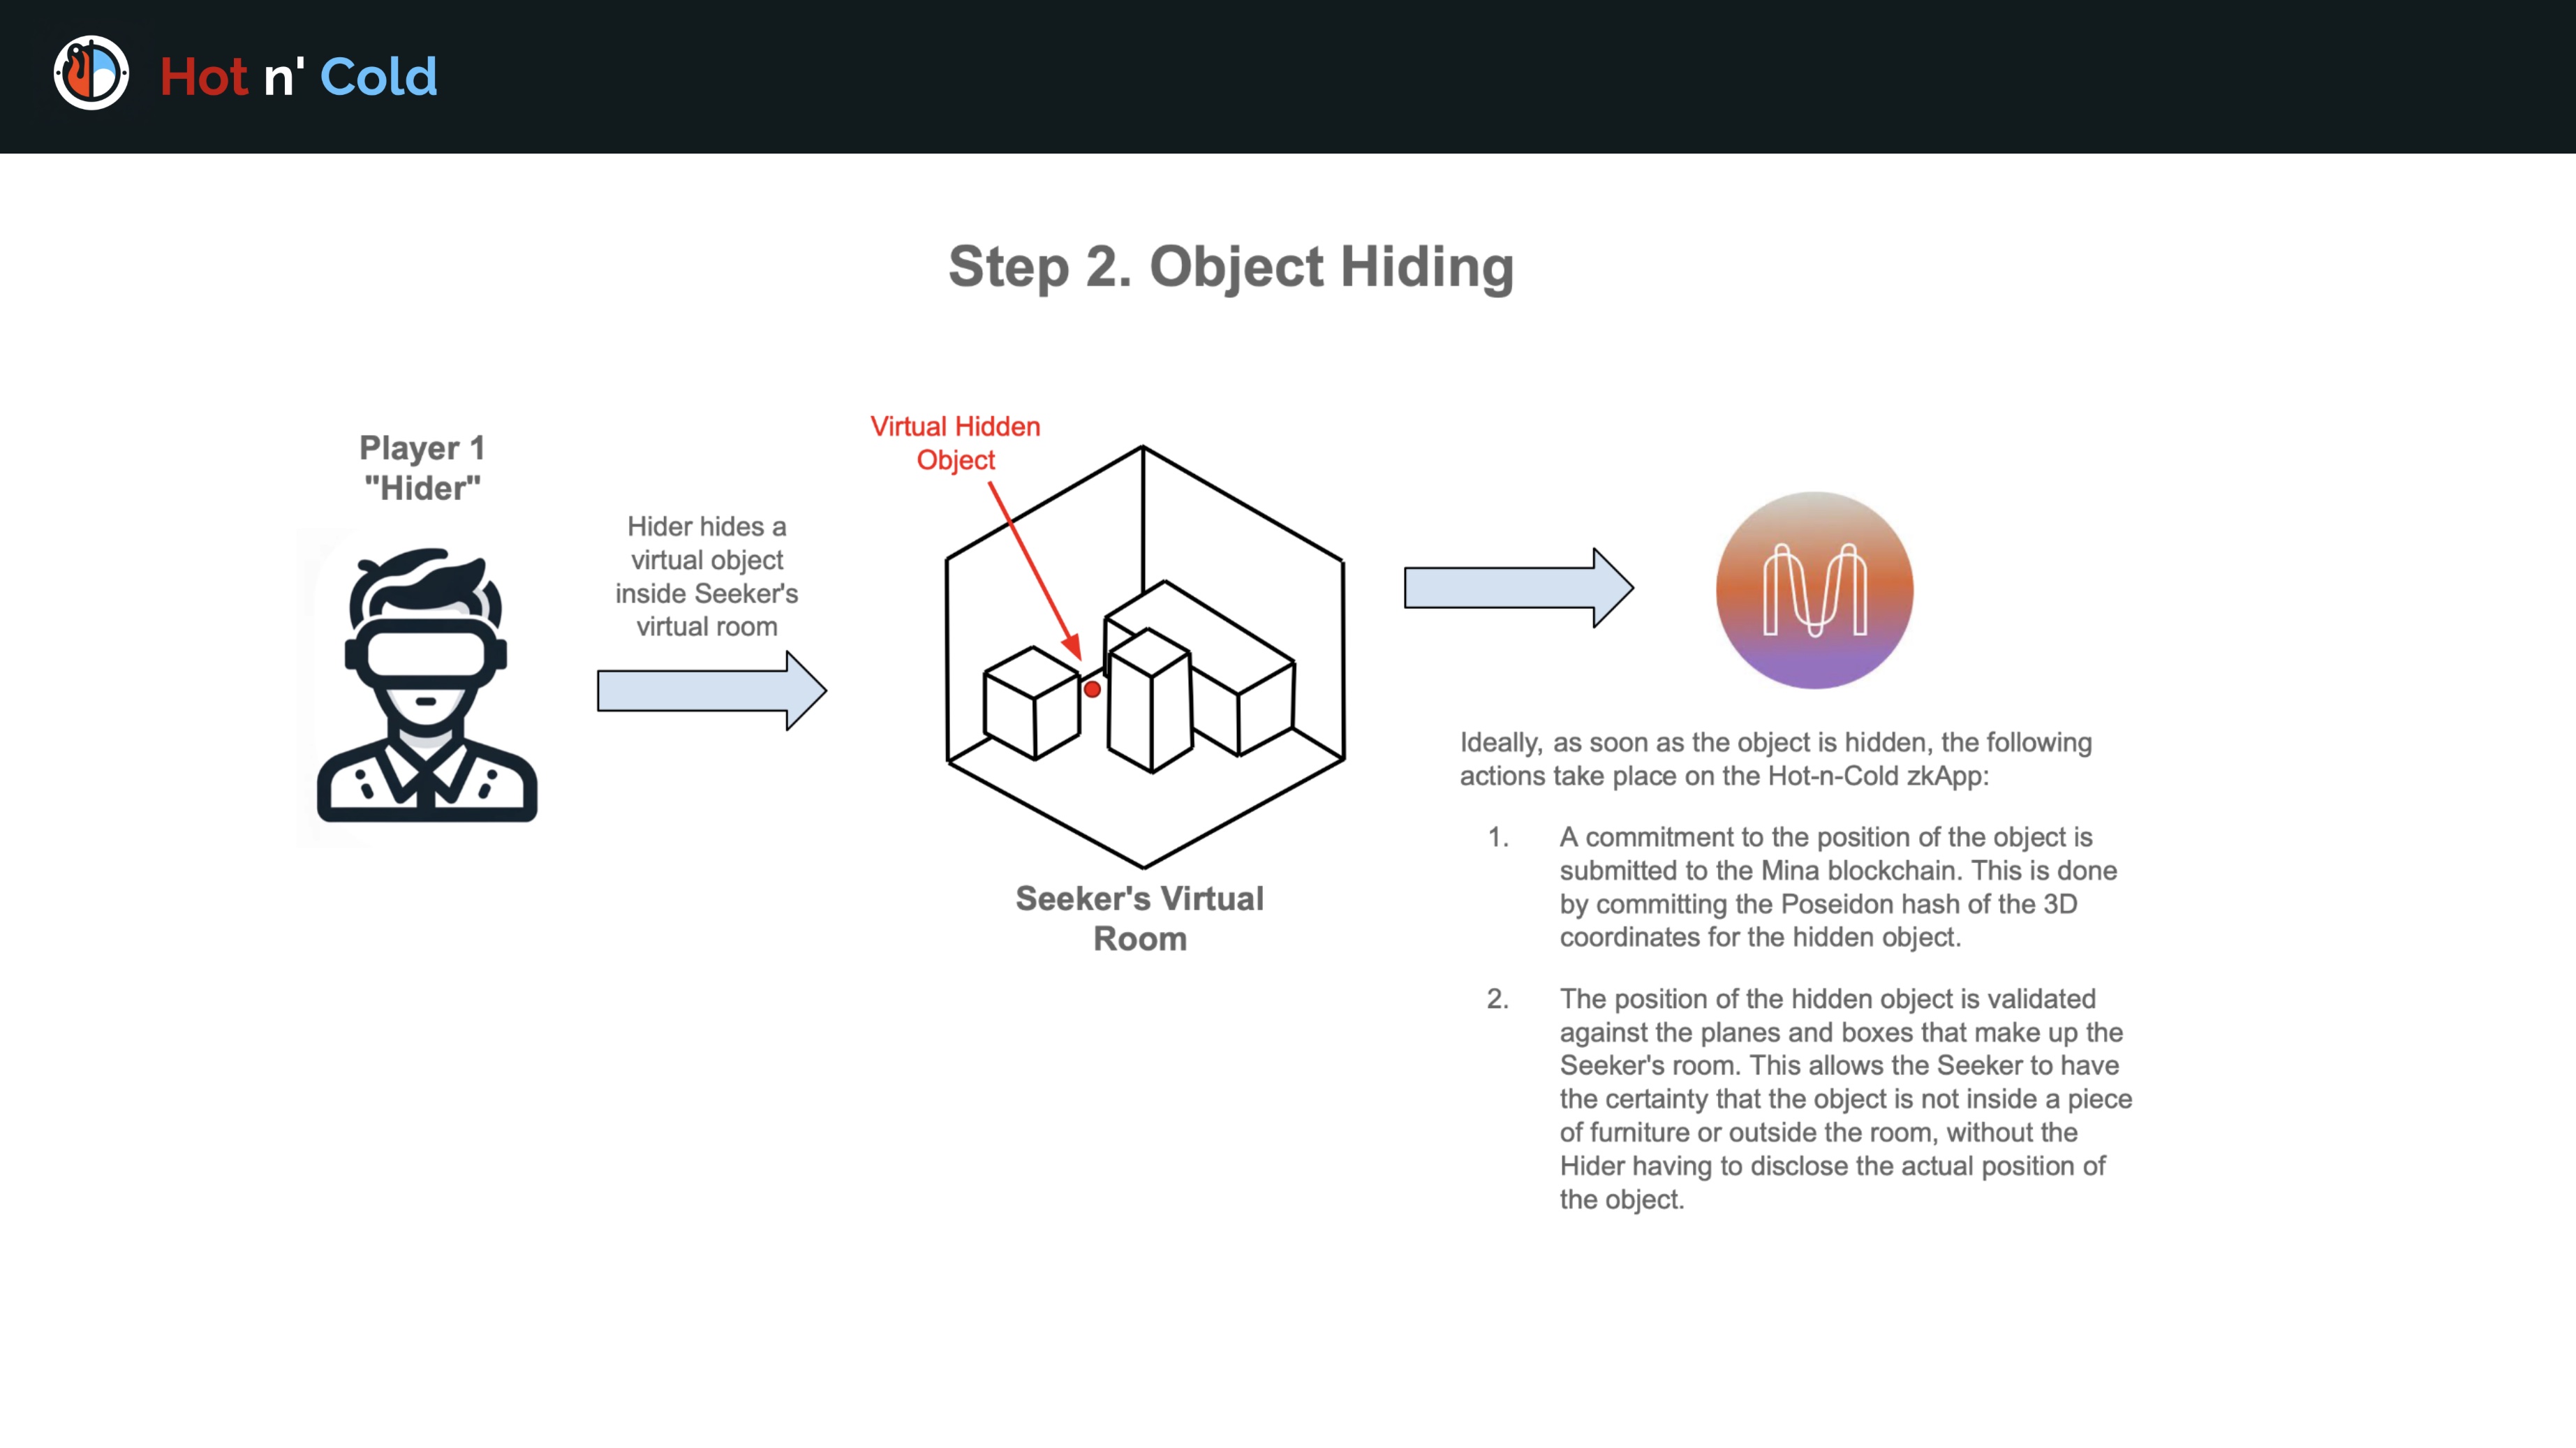 Hot n' Cold
Step 2. Object Hiding
Player 1
"Hider"
Hider hides a
virtual object
inside Seeker's
virtual room
Virtual Hidden
Object
Seeker's Virtual
Room
Ideally, as soon as the object is hidden, the following
actions take place on the Hot-n-Cold zkApp:
1. A commitment to the position of the object is
submitted to the Mina blockchain. This is done
by committing the Poseidon hash of the 3D
coordinates for the hidden object.
2. The position of the hidden object is validated
against the planes and boxes that make up the
Seeker's room. This allows the Seeker to have
the certainty that the object is not inside a piece
of furniture or outside the room, without the
Hider having to disclose the actual position of
the object.